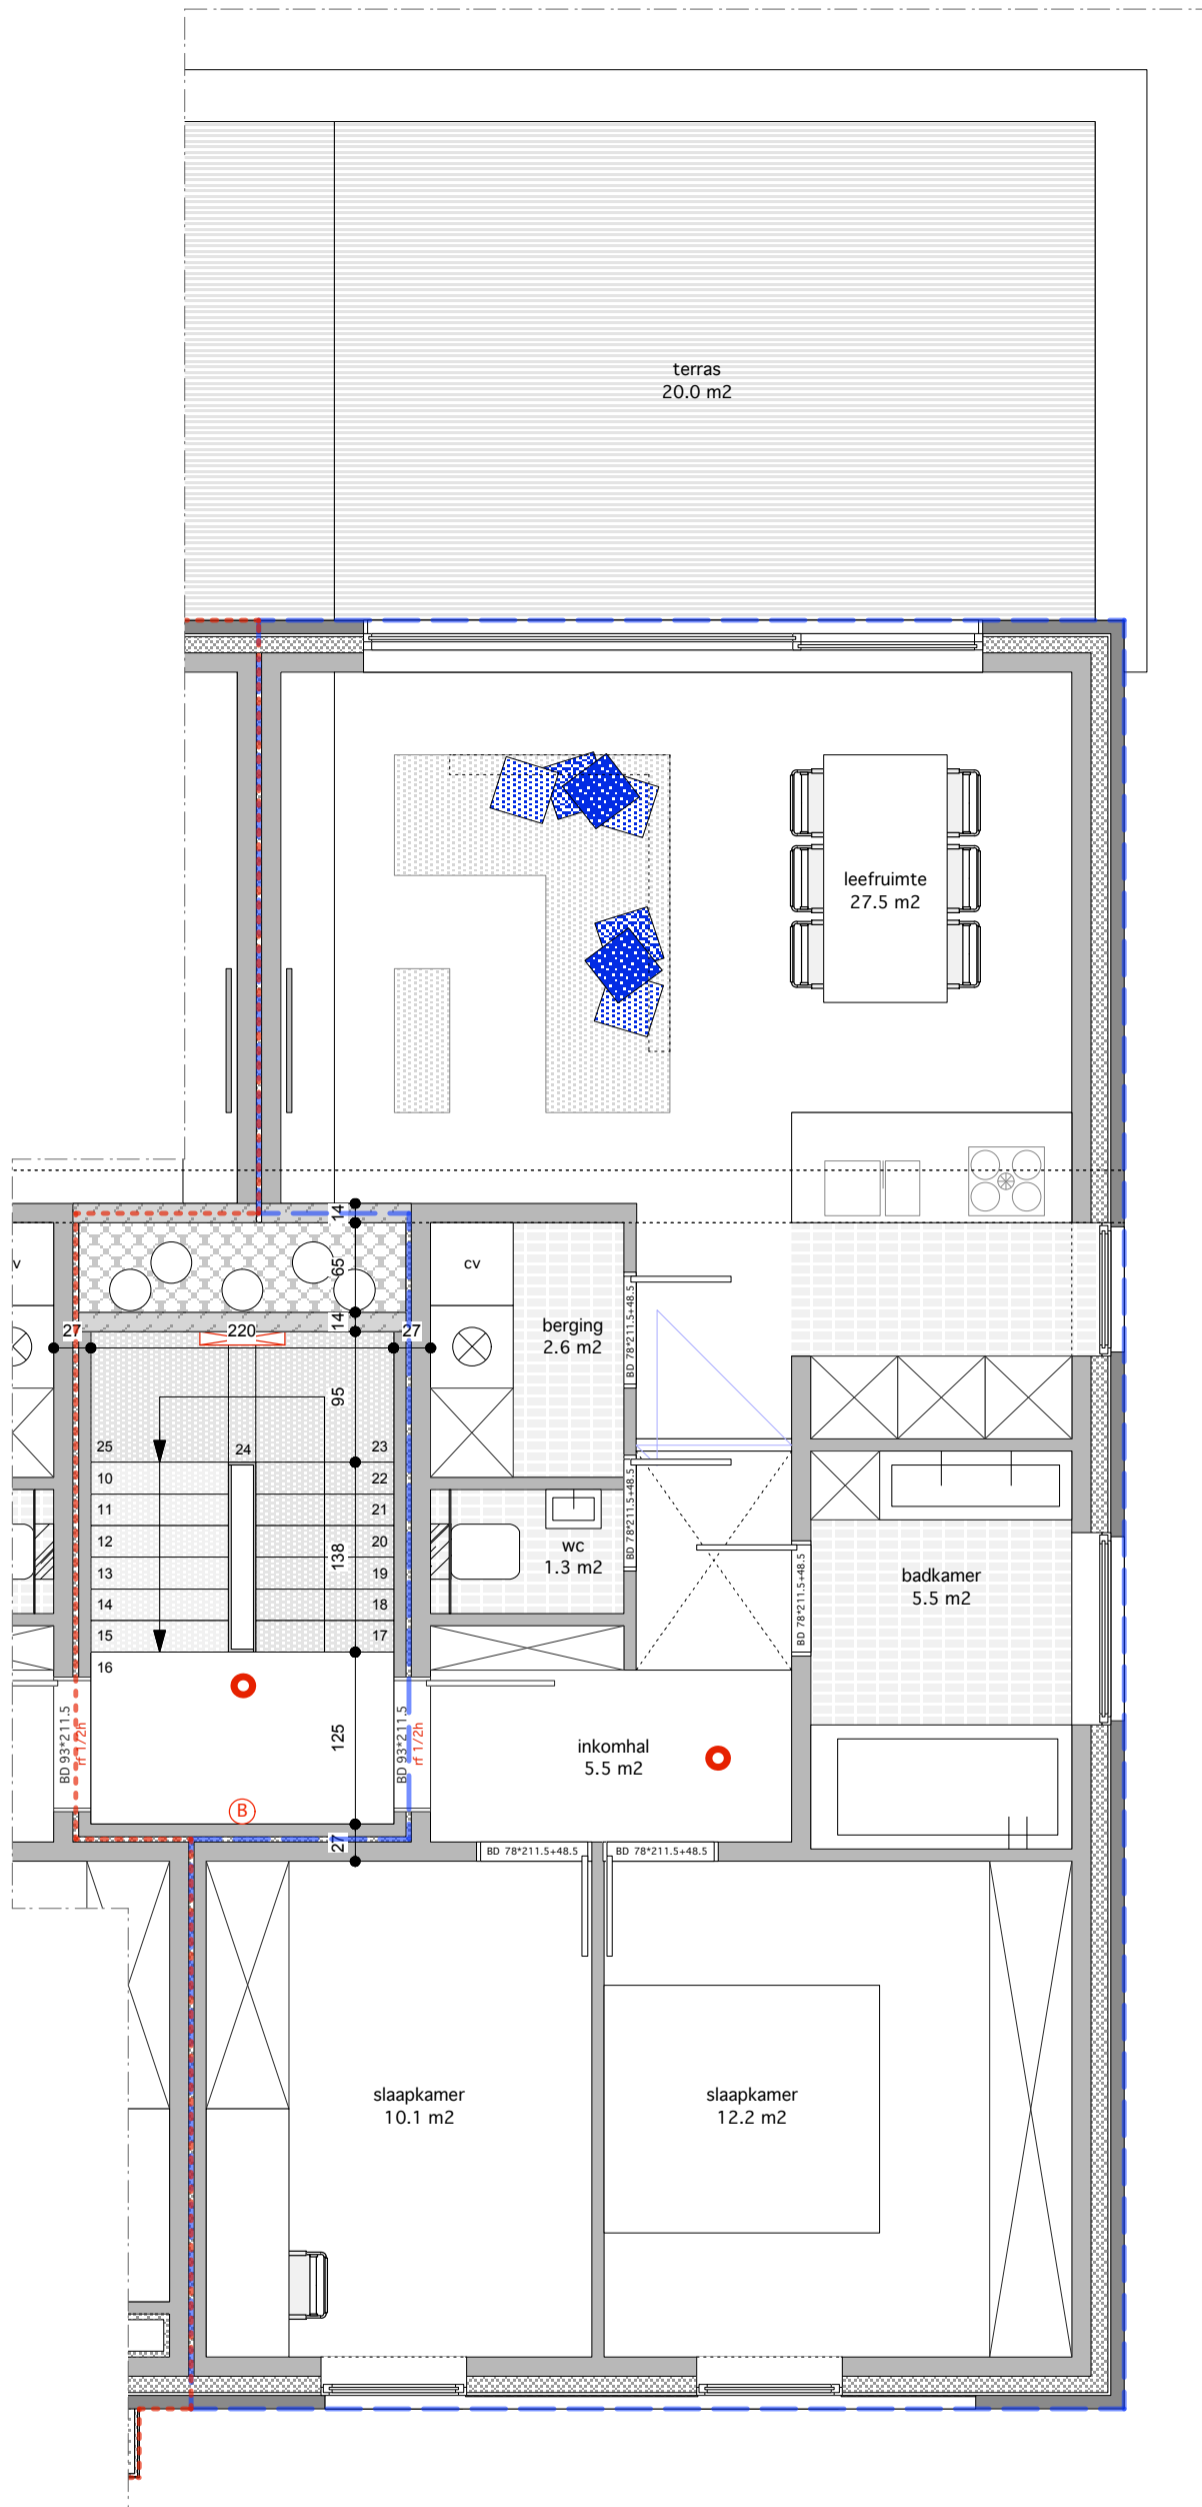 terras
20.0 m2
leefruimte
27.5 m2
14
65
14
v
cv
27
220
27
berging
2.6 m2
BD 78*211.5+48.5
95
25
24
23
10
22
11
21
12
20
13
138
19
14
18
15
17
16
wc
1.3 m2
BD 78*211.5+48.5
BD 78*211.5+48.5
badkamer
5.5 m2
BD 93*211.5
rf 1/2h
125
BD 93*211.5
rf 1/2h
inkomhal
5.5 m2
B
27
BD 78*211.5+48.5
BD 78*211.5+48.5
slaapkamer
10.1 m2
slaapkamer
12.2 m2